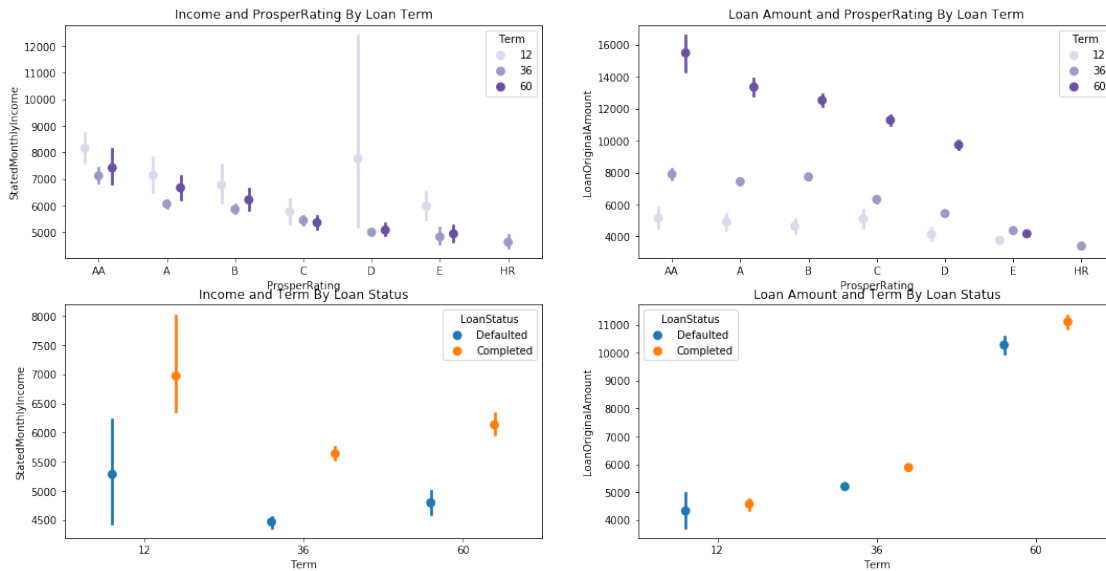 Income and ProsperRating By Loan Term
12000
11000
10000
9000
8000
7000
6000
5000
StatedMonthlyIncome
Term
12
36
60
AA A B C D E HR
ProsperRating
Loan Amount and ProsperRating By Loan Term
16000
14000
12000
10000
8000
6000
4000
LoanOriginalAmount
Term
12
36
60
AA A B C D E HR
ProsperRating
Income and Term By Loan Status
8000
7500
7000
6500
6000
5500
5000
4500
StatedMonthlyIncome
LoanStatus
Defaulted
Completed
12 36 60
Term
Loan Amount and Term By Loan Status
11000
10000
9000
8000
7000
6000
5000
4000
LoanOriginalAmount
LoanStatus
Defaulted
Completed
12 36 60
Term